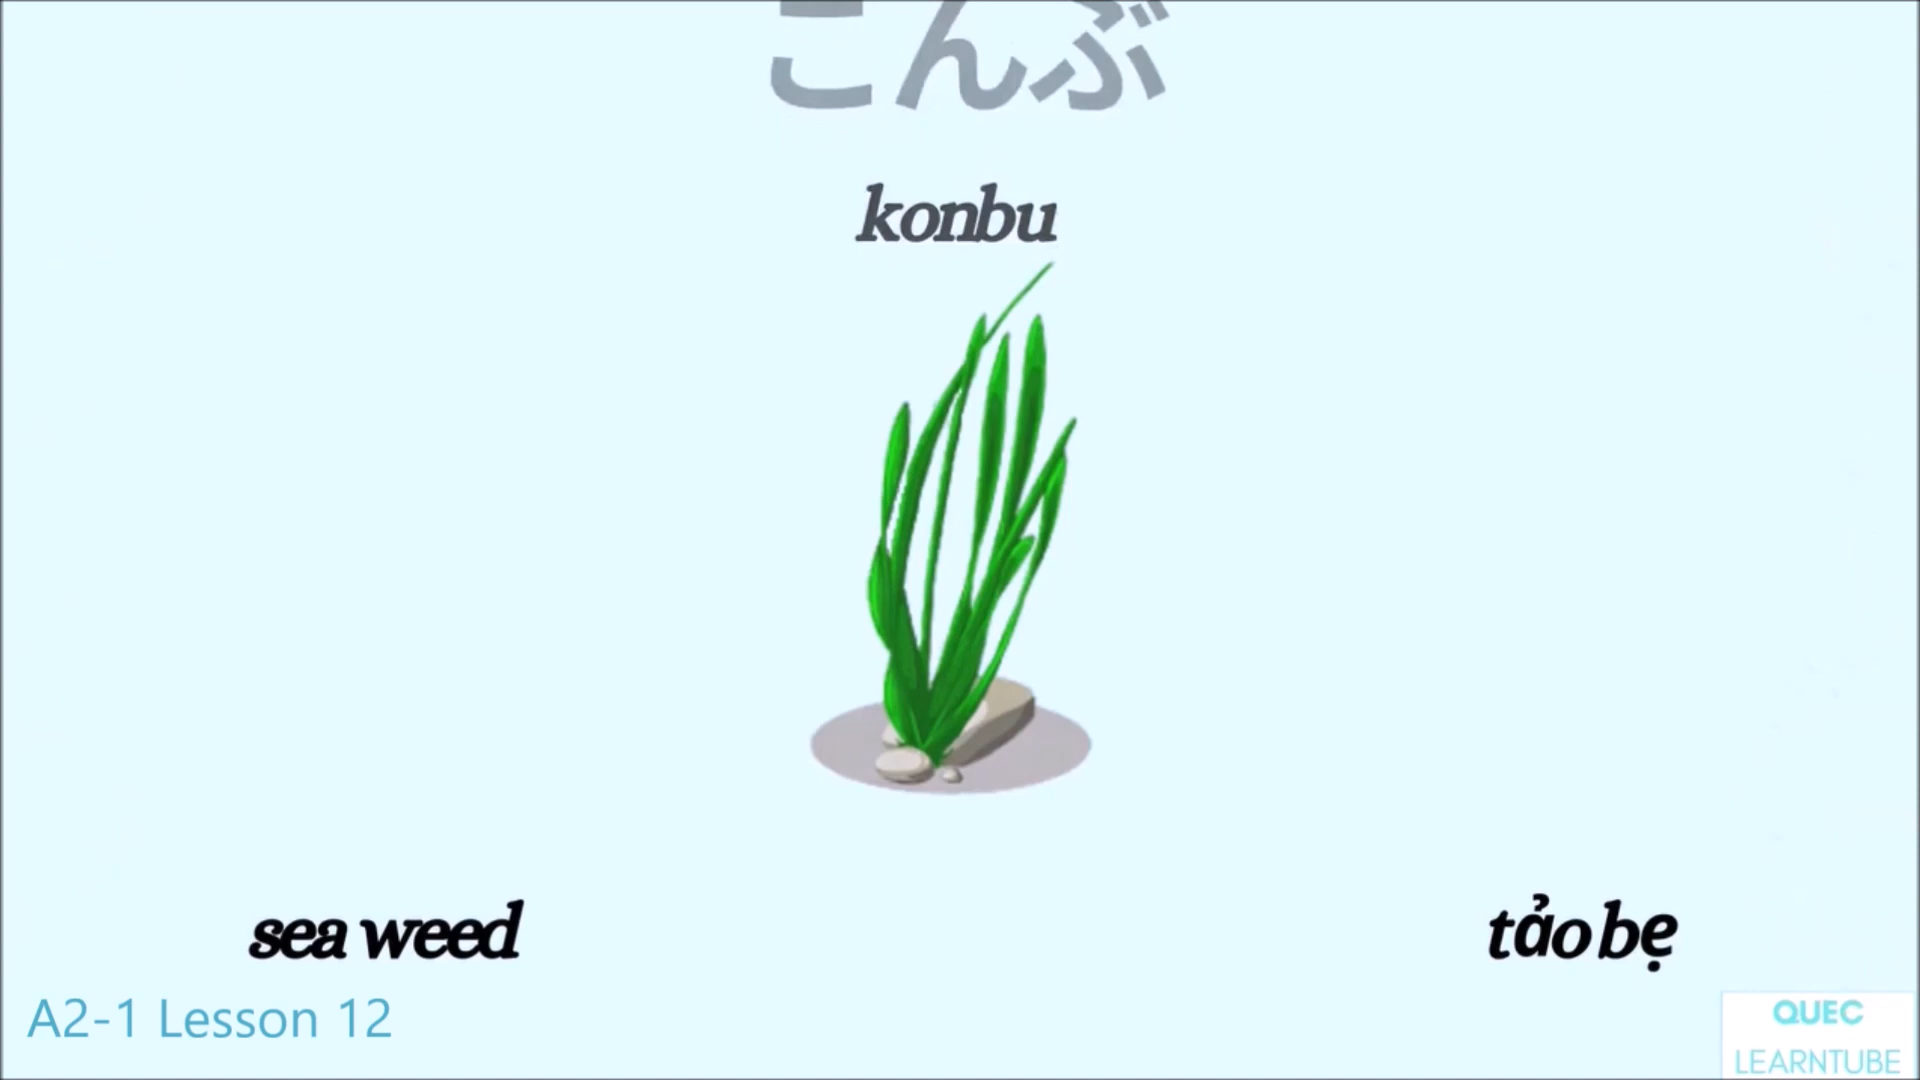 こんぶ
konbu
sea weed
tảo bẹ
A2-1 Lesson 12
QUEC
LEARNTUBE